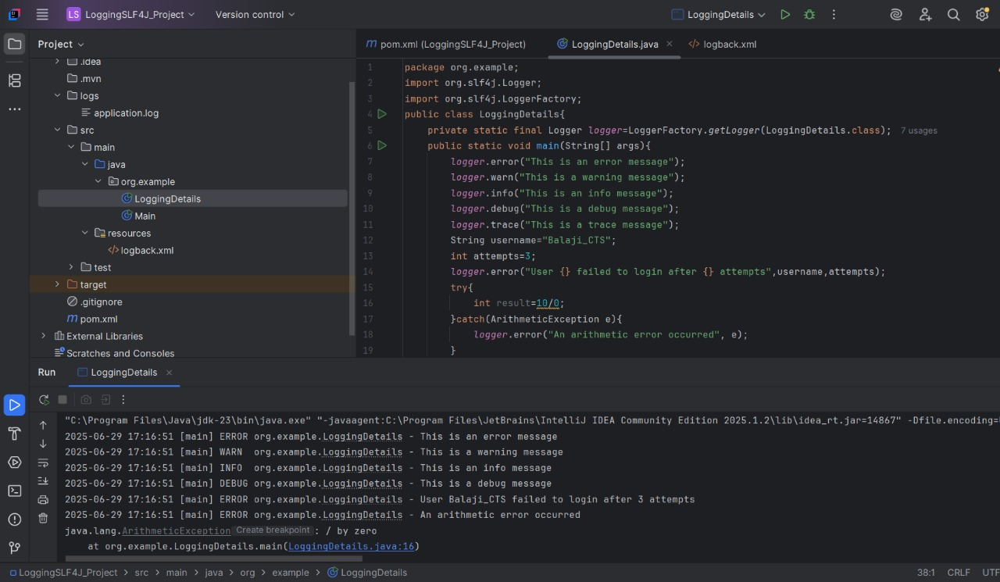 LS LoggingSLF4J_Project Version control LoggingDetails
Project
.idea
.mvn
logs
application.log
src
main
java
org.example
LoggingDetails
Main
resources
logback.xml
test
target
.gitignore
m pom.xml
External Libraries
Scratches and Consoles
m pom.xml (LoggingSLF4J_Project) LoggingDetails.java </> logback.xml
1 package org.example;
2 import org.slf4j.Logger;
3 import org.slf4j.LoggerFactory;
4 public class LoggingDetails{
5 private static final Logger logger=LoggerFactory.getLogger(LoggingDetails.class); 7 usages
6 public static void main(String[] args){
7 logger.error("This is an error message");
8 logger.warn("This is a warning message");
9 logger.info("This is an info message");
10 logger.debug("This is a debug message");
11 logger.trace("This is a trace message");
12 String username="Balaji_CTS";
13 int attempts=3;
14 logger.error("User {} failed to login after {} attempts",username,attempts);
15 try{
16 int result=10/0;
17 }catch(ArithmeticException e){
18 logger.error("An arithmetic error occurred", e);
19 }
Run LoggingDetails
"C:\Program Files\Java\jdk-23\bin\java.exe" "-javaagent:C:\Program Files\JetBrains\IntelliJ IDEA Community Edition 2025.1.2\lib\idea_rt.jar=14867" -Dfile.encoding=
2025-06-29 17:16:51 [main] ERROR org.example.LoggingDetails - This is an error message
2025-06-29 17:16:51 [main] WARN  org.example.LoggingDetails - This is a warning message
2025-06-29 17:16:51 [main] INFO  org.example.LoggingDetails - This is an info message
2025-06-29 17:16:51 [main] DEBUG org.example.LoggingDetails - This is a debug message
2025-06-29 17:16:51 [main] ERROR org.example.LoggingDetails - User Balaji_CTS failed to login after 3 attempts
2025-06-29 17:16:51 [main] ERROR org.example.LoggingDetails - An arithmetic error occurred
java.lang.ArithmeticException Create breakpoint : / by zero
at org.example.LoggingDetails.main(LoggingDetails.java:16)
LoggingSLF4J_Project > src > main > java > org > example > LoggingDetails 38:1 CRLF UTF